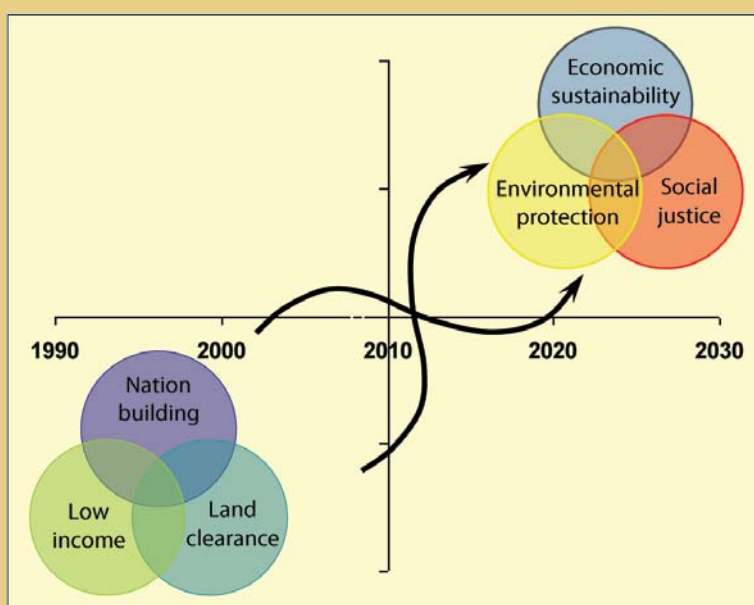 Economic
sustainability
Environmental
protection
Social
justice
1990
2000
2010
2020
2030
Nation
building
Low
income
Land
clearance